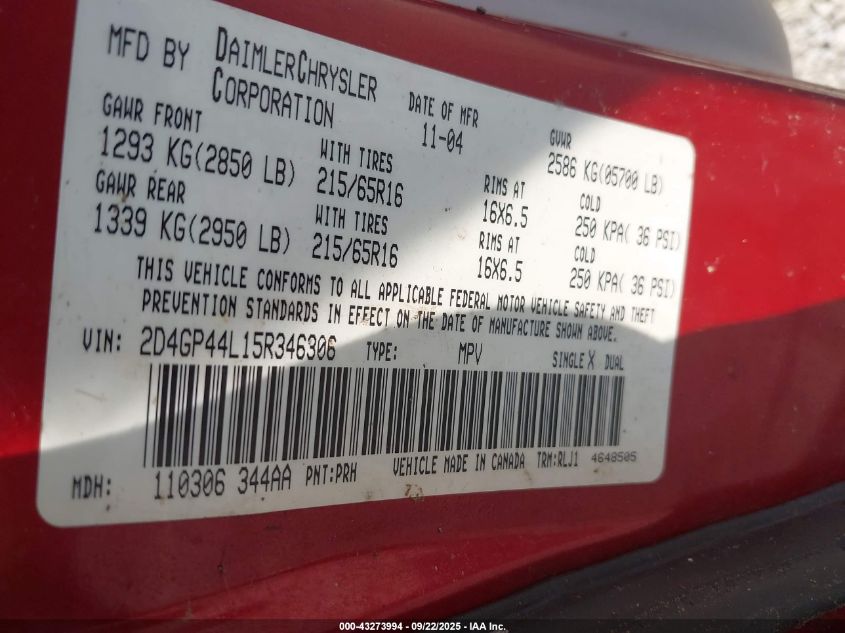 MFD BY DAIMLERCHRYSLER CORPORATION
DATE OF MFR 11-04
GVWR 2586 KG(05700 LB)
GAWR FRONT 1293 KG(2850 LB) WITH TIRES 215/65R16 RIMS AT 16X6.5 COLD 250 KPA( 36 PSI)
GAWR REAR 1339 KG(2950 LB) WITH TIRES 215/65R16 RIMS AT 16X6.5 COLD 250 KPA( 36 PSI)
THIS VEHICLE CONFORMS TO ALL APPLICABLE FEDERAL MOTOR VEHICLE SAFETY AND THEFT
PREVENTION STANDARDS IN EFFECT ON THE DATE OF MANUFACTURE SHOWN ABOVE.
VIN: 2D4GP44L15R346306 TYPE: MPV SINGLE X DUAL
MDH: 110306 344AA PNT:PRH VEHICLE MADE IN CANADA TRM:RLJ1 4648505
000-43273994 - 09/22/2025 - IAA Inc.